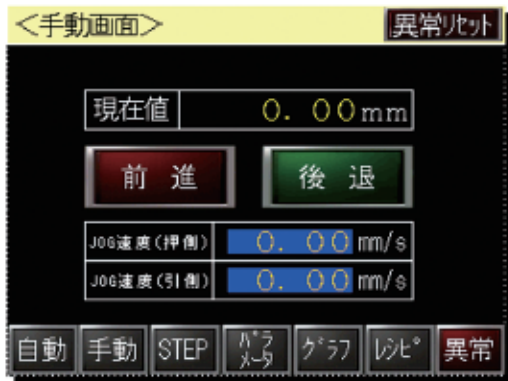 ＜手動画面＞ 異常ﾘｾｯﾄ
現在値 0. 00mm
前 進 後 退
JOG速度(押側) 0. 00 mm/s
JOG速度(引側) 0. 00 mm/s
自動 手動 STEP ﾊﾟﾗﾒｰﾀ ｸﾞﾗﾌ ﾚｼﾋﾟ 異常